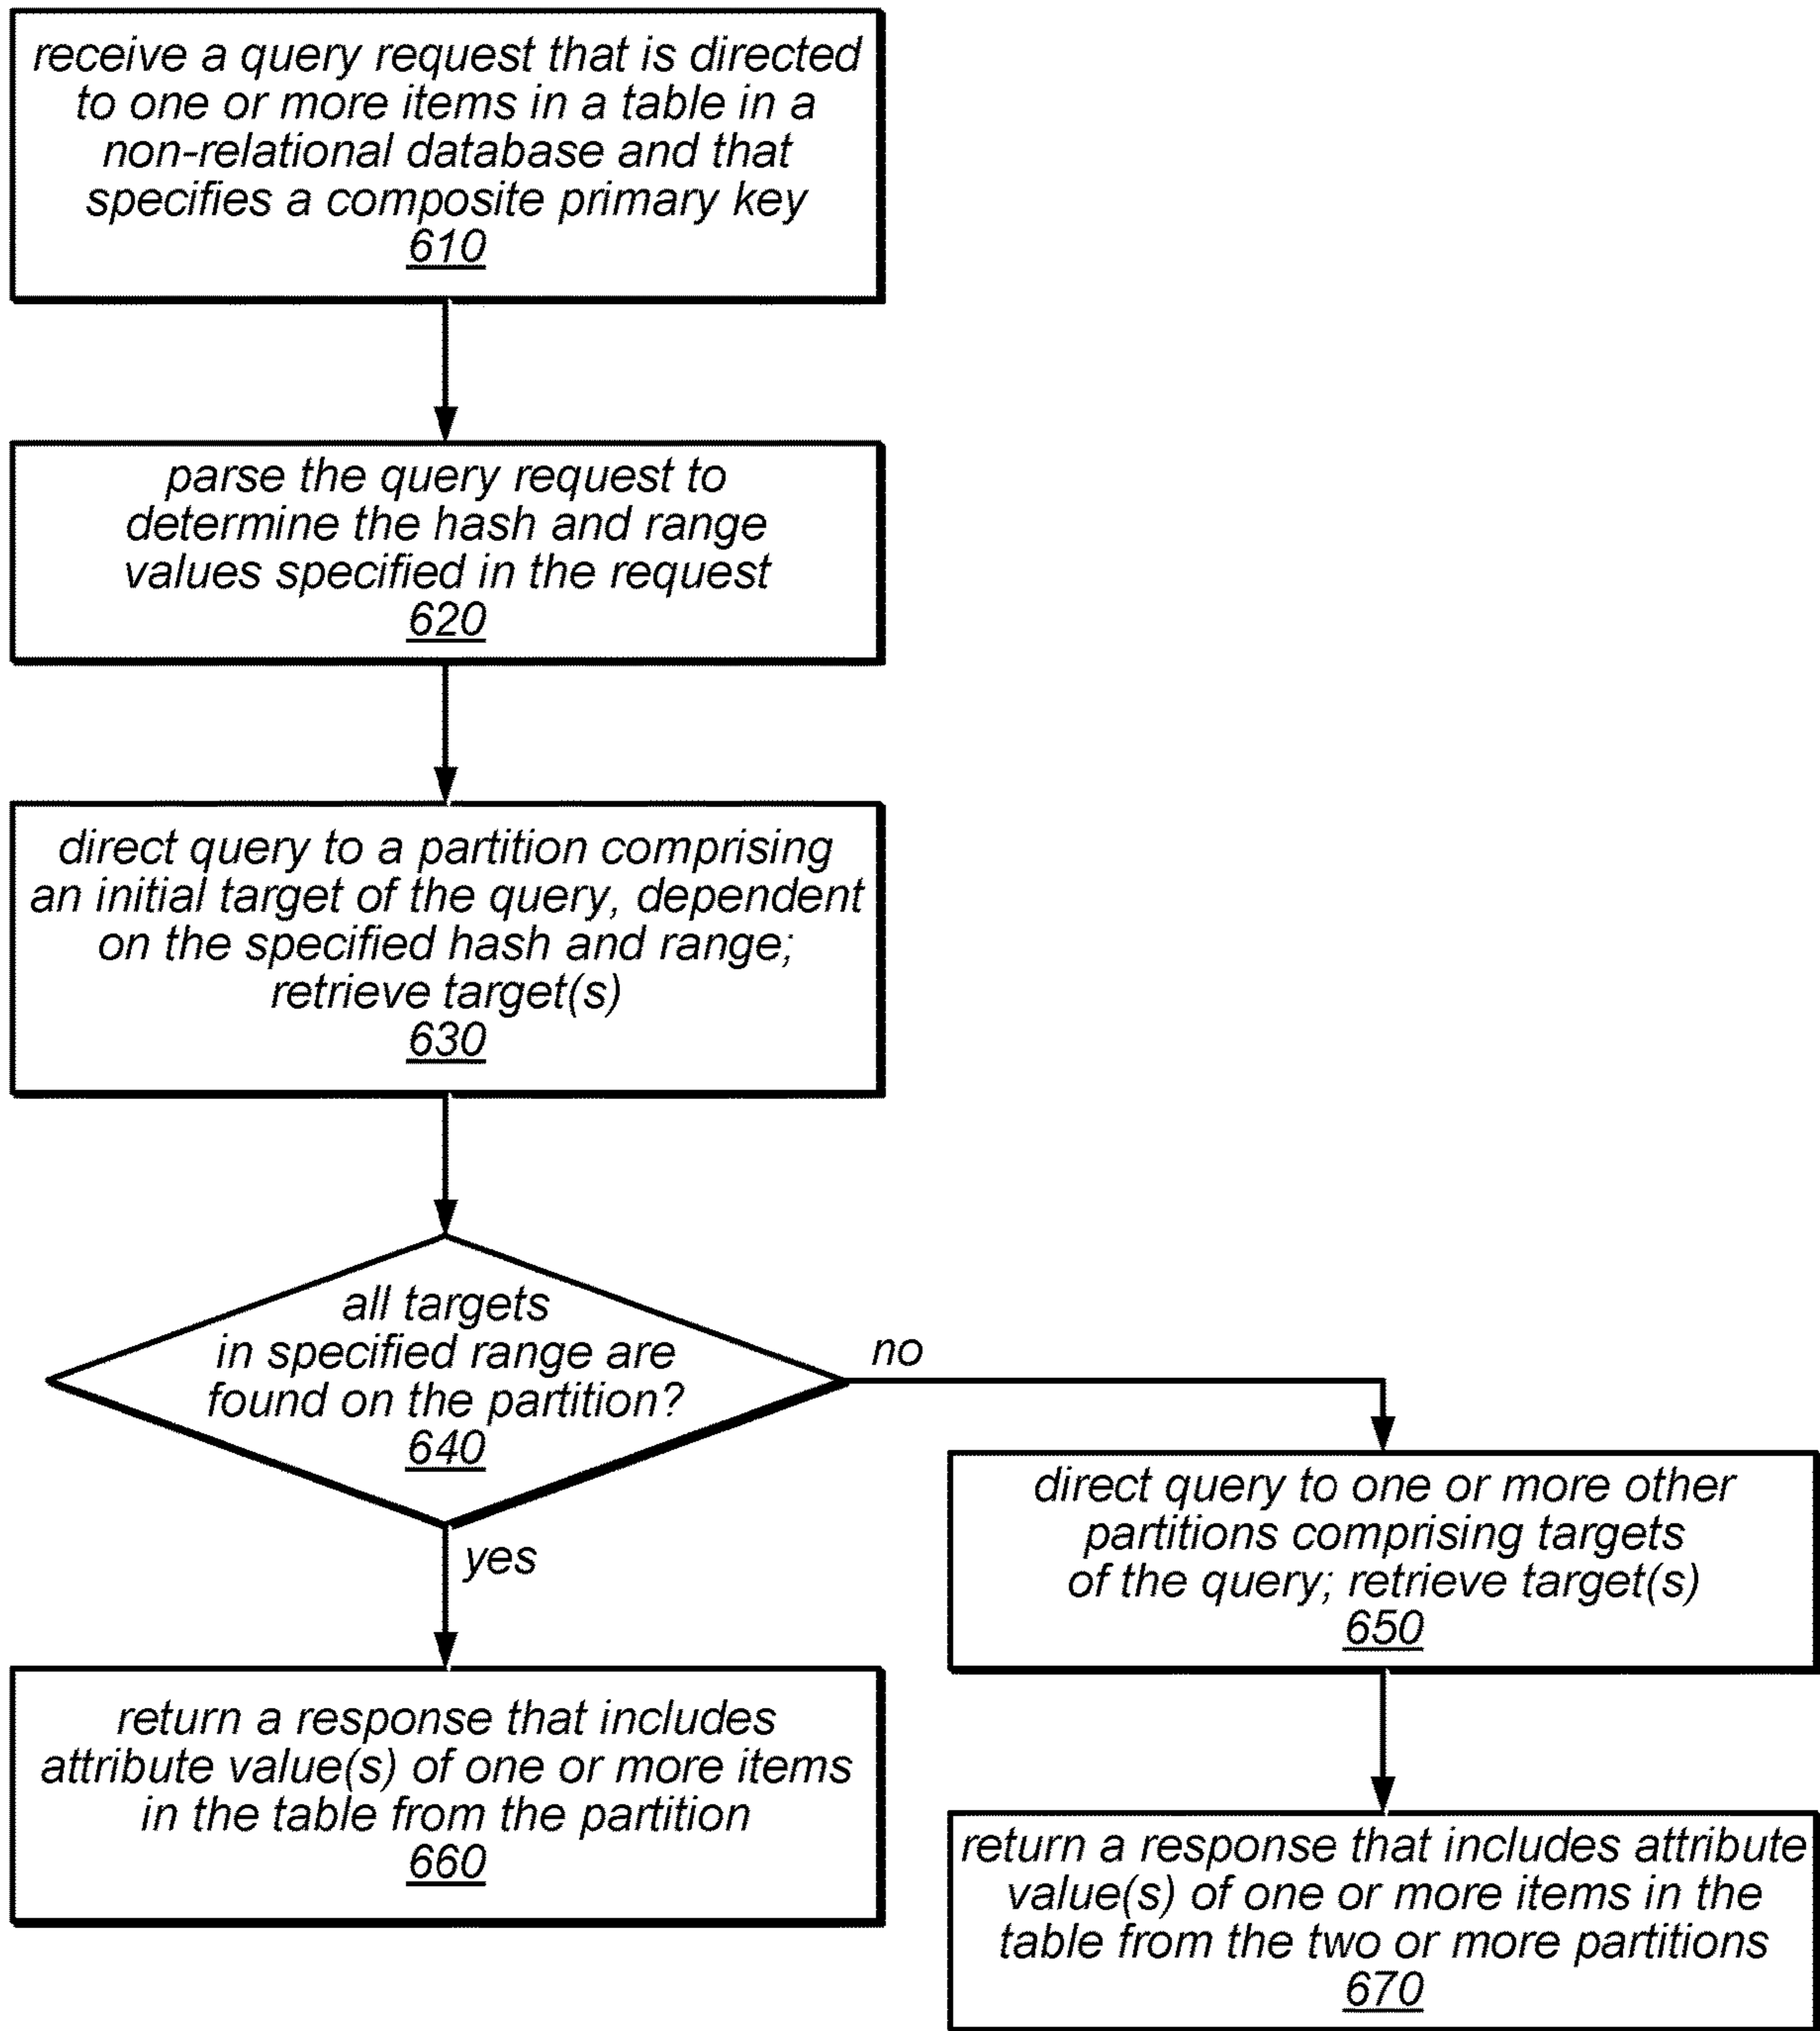 receive a query request that is directed
to one or more items in a table in a
non-relational database and that
specifies a composite primary key
610
parse the query request to
determine the hash and range
values specified in the request
620
direct query to a partition comprising
an initial target of the query, dependent
on the specified hash and range;
retrieve target(s)
630
all targets
in specified range are
found on the partition?
640
no
yes
direct query to one or more other
partitions comprising targets
of the query; retrieve target(s)
650
return a response that includes
attribute value(s) of one or more items
in the table from the partition
660
return a response that includes attribute
value(s) of one or more items in the
table from the two or more partitions
670